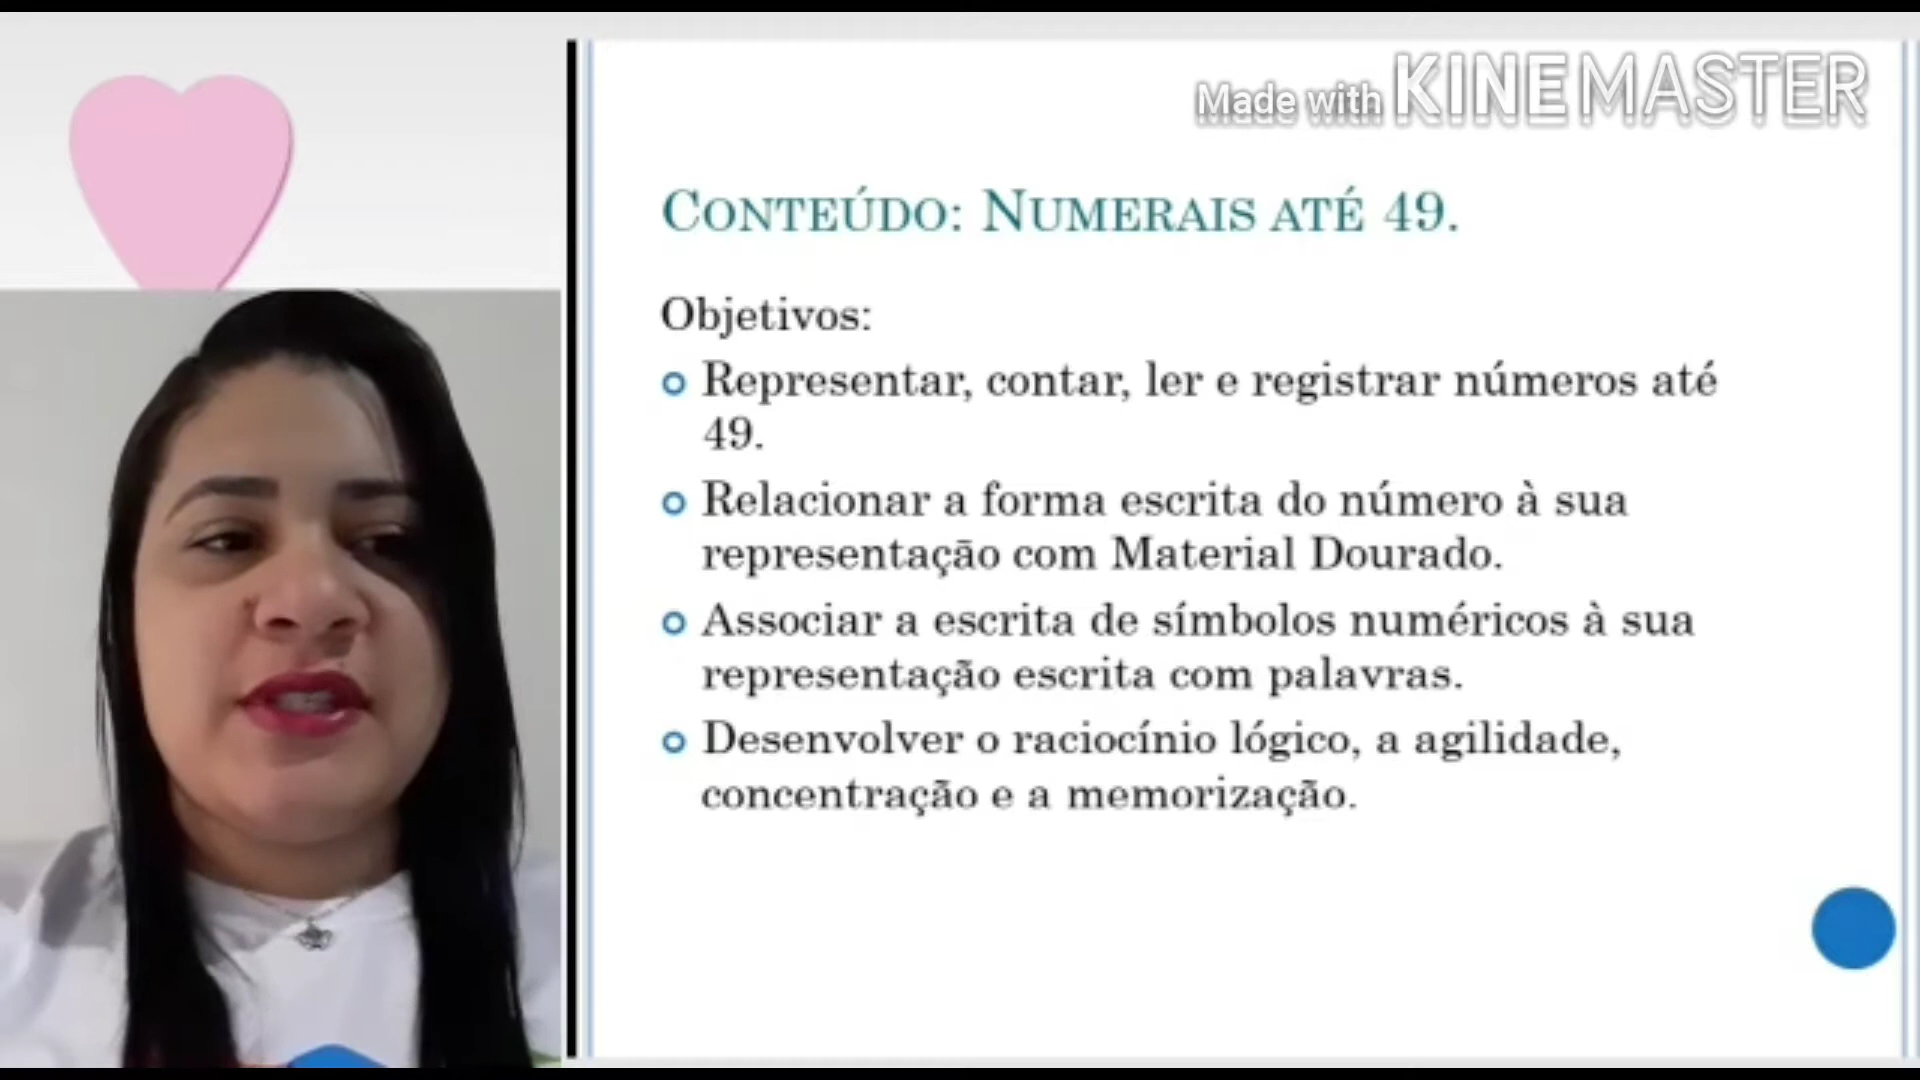 Made with KINEMASTER
CONTEÚDO: NUMERAIS ATÉ 49.
Objetivos:
Representar, contar, ler e registrar números até
49.
Relacionar a forma escrita do número à sua
representação com Material Dourado.
Associar a escrita de símbolos numéricos à sua
representação escrita com palavras.
Desenvolver o raciocínio lógico, a agilidade,
concentração e a memorização.